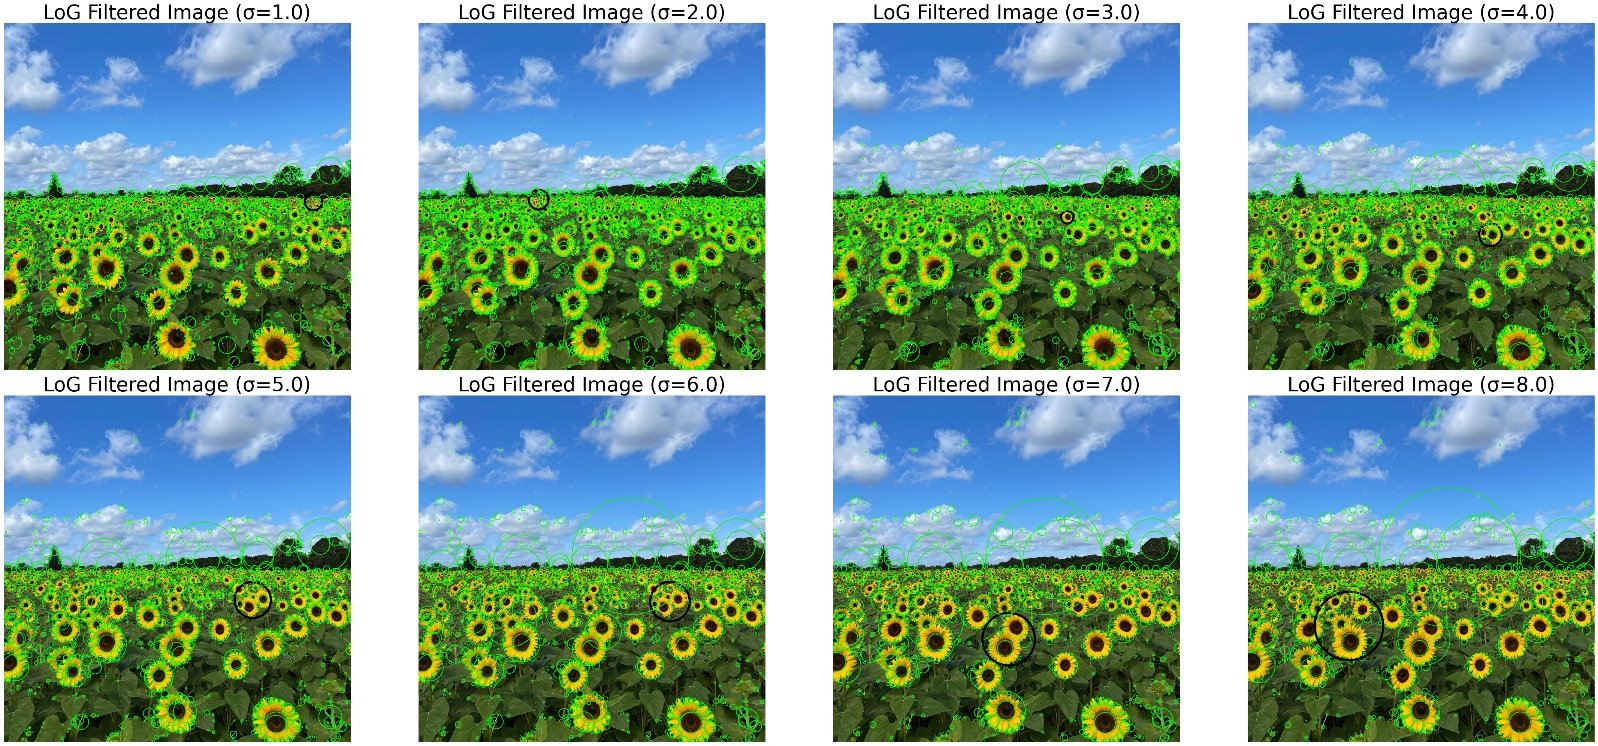 LoG Filtered Image (σ=1.0)
LoG Filtered Image (σ=2.0)
LoG Filtered Image (σ=3.0)
LoG Filtered Image (σ=4.0)
LoG Filtered Image (σ=5.0)
LoG Filtered Image (σ=6.0)
LoG Filtered Image (σ=7.0)
LoG Filtered Image (σ=8.0)